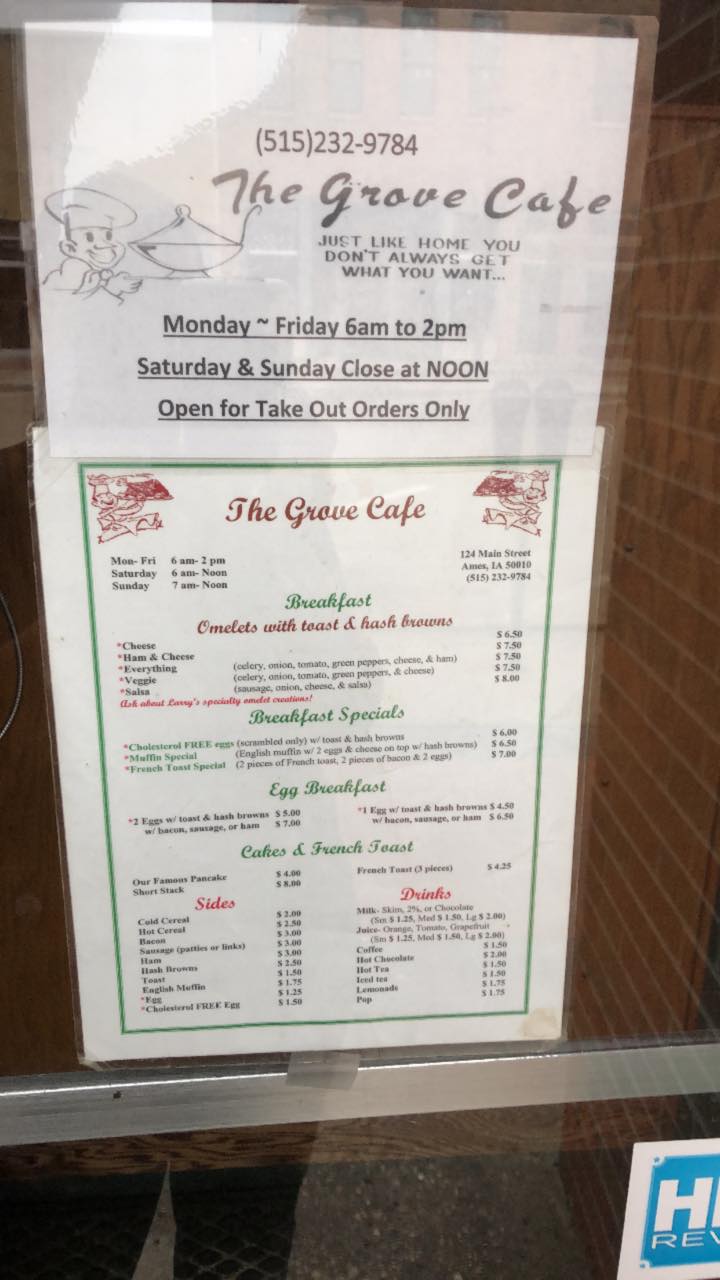 (515)232-9784
The Grove Cafe
JUST LIKE HOME YOU
DON'T ALWAYS GET
WHAT YOU WANT...
Monday ~ Friday 6am to 2pm
Saturday & Sunday Close at NOON
Open for Take Out Orders Only
The Grove Cafe
Mon- Fri 6 am- 2 pm
Saturday 6 am- Noon
Sunday 7 am- Noon
124 Main Street
Ames, IA 50010
(515) 232-9784
Breakfast
Omelets with toast & hash browns
*Cheese $ 6.50
*Ham & Cheese $ 7.50
*Everything (celery, onion, tomato, green peppers, cheese, & ham) $ 7.50
*Veggie (celery, onion, tomato, green peppers, & cheese) $ 7.50
*Salsa (sausage, onion, cheese, & salsa) $ 8.00
Ask about Larry's specialty omelet creations!
Breakfast Specials
*Cholesterol FREE eggs (scrambled only) w/ toast & hash browns $ 6.00
*Muffin Special (English muffin w/ 2 eggs & cheese on top w/ hash browns) $ 6.50
*French Toast Special (2 pieces of French toast, 2 pieces of bacon & 2 eggs) $ 7.00
Egg Breakfast
*2 Eggs w/ toast & hash browns $ 5.00
w/ bacon, sausage, or ham $ 7.00
*1 Egg w/ toast & hash browns $ 4.50
w/ bacon, sausage, or ham $ 6.50
Cakes & French Toast
Our Famous Pancake $ 4.00
Short Stack $ 8.00
French Toast (3 pieces) $ 4.25
Sides
Cold Cereal $ 2.00
Hot Cereal $ 2.50
Bacon $ 3.00
Sausage (patties or links) $ 3.00
Ham $ 3.00
Hash Browns $ 2.50
Toast $ 1.50
English Muffin $ 1.75
*Egg $ 1.25
*Cholesterol FREE Egg $ 1.50
Drinks
Milk- Skim, 2%, or Chocolate
(Sm $ 1.25, Med $ 1.50, Lg $ 2.00)
Juice- Orange, Tomato, Grapefruit
(Sm $ 1.25, Med $ 1.50, Lg $ 2.00)
Coffee $ 1.50
Hot Chocolate $ 2.00
Hot Tea $ 1.50
Iced tea $ 1.50
Lemonade $ 1.75
Pop $ 1.75